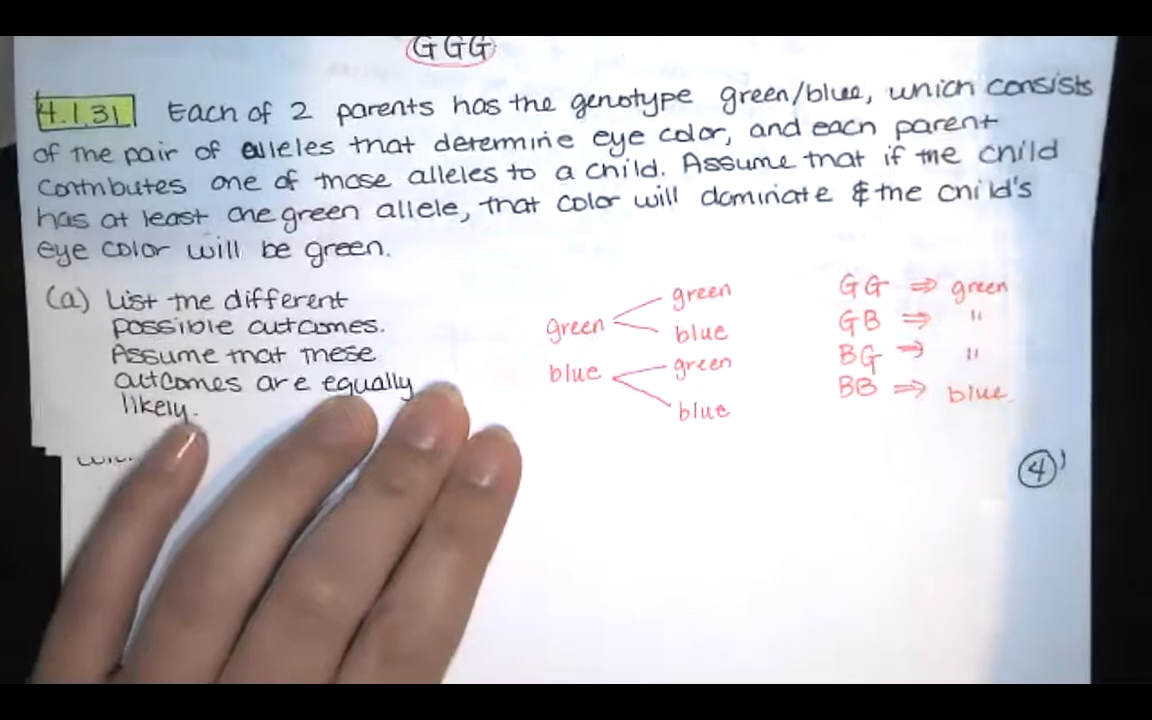 GGG
4.1.31 Each of 2 parents has the genotype green/blue, which consists
of the pair of alleles that determine eye color, and each parent
contributes one of those alleles to a child. Assume that if the child
has at least one green allele, that color will dominate & the child's
eye color will be green.
(a) List the different
possible outcomes.
Assume that these
outcomes are equally
likely.
green
green
blue
blue
green
blue
GG ⇒ green
GB ⇒ "
BG ⇒ "
BB ⇒ blue
4